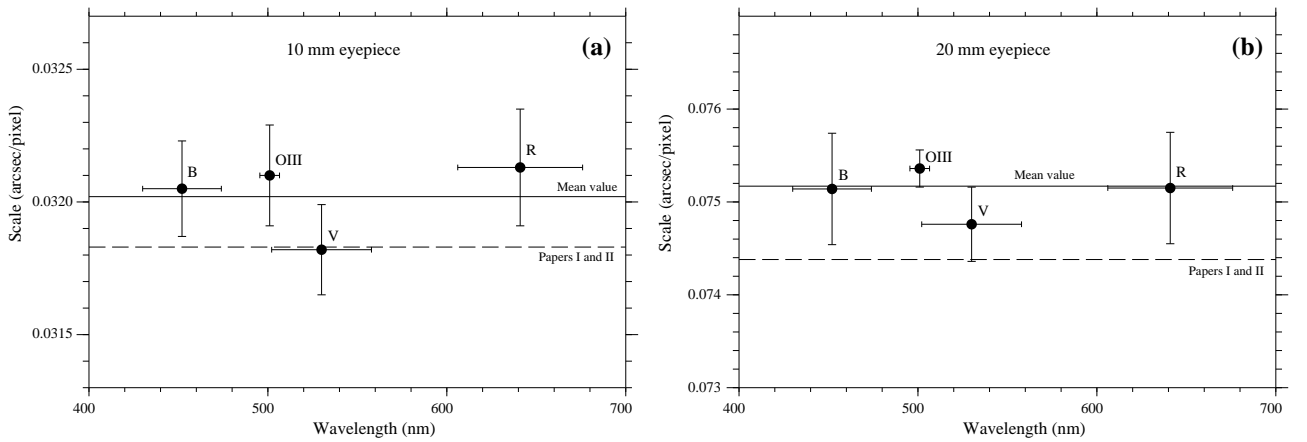 10 mm eyepiece
(a)
0.0325
0.0320
0.0315
Scale (arcsec/pixel)
B
OIII
V
R
Mean value
Papers I and II
400
500
600
700
Wavelength (nm)
20 mm eyepiece
(b)
0.076
0.075
0.074
0.073
Scale (arcsec/pixel)
B
OIII
V
R
Mean value
Papers I and II
400
500
600
700
Wavelength (nm)